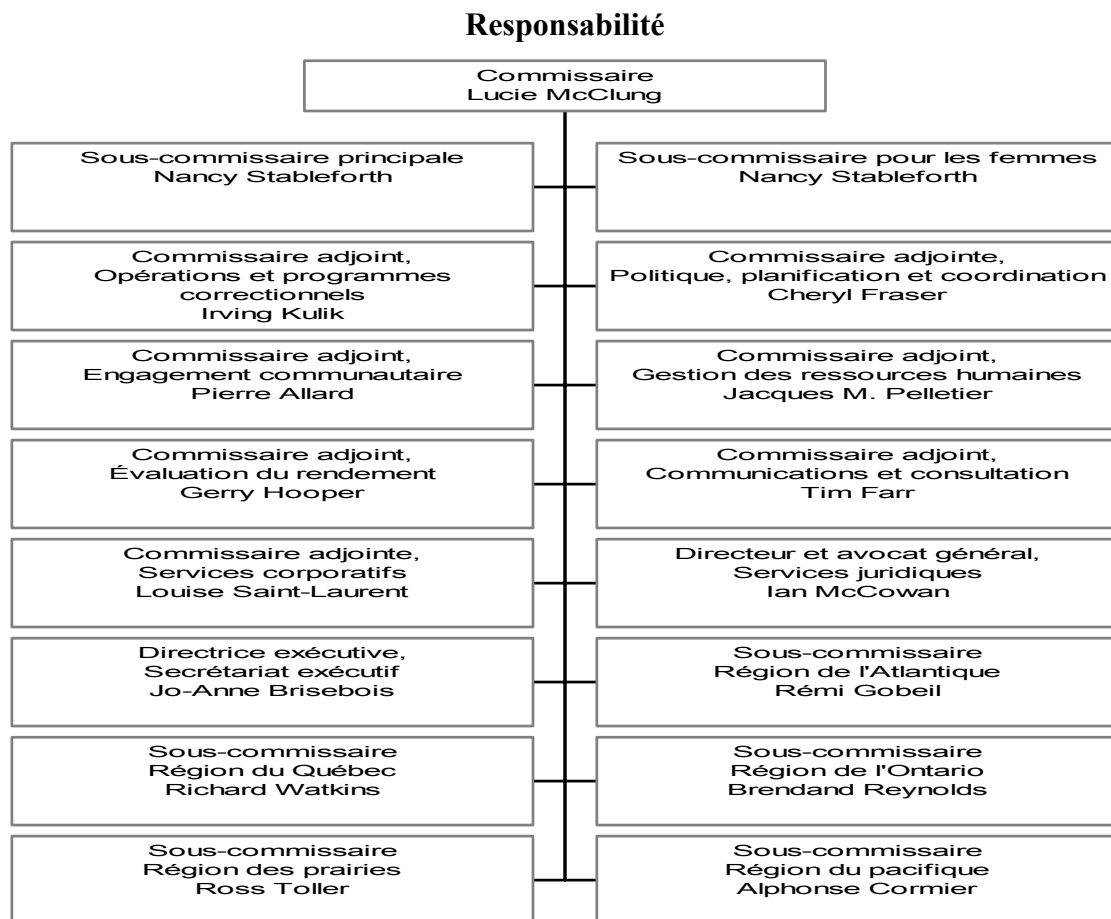 Responsabilité
Commissaire
Lucie McClung
Sous-commissaire principale
Nancy Stableforth
Sous-commissaire pour les femmes
Nancy Stableforth
Commissaire adjoint,
Opérations et programmes
correctionnels
Irving Kulik
Commissaire adjointe,
Politique, planification et coordination
Cheryl Fraser
Commissaire adjoint,
Engagement communautaire
Pierre Allard
Commissaire adjoint,
Gestion des ressources humaines
Jacques M. Pelletier
Commissaire adjoint,
Évaluation du rendement
Gerry Hooper
Commissaire adjoint,
Communications et consultation
Tim Farr
Commissaire adjointe,
Services corporatifs
Louise Saint-Laurent
Directeur et avocat général,
Services juridiques
Ian McCowan
Directrice exécutive,
Secrétariat exécutif
Jo-Anne Brisebois
Sous-commissaire
Région de l'Atlantique
Rémi Gobeil
Sous-commissaire
Région du Québec
Richard Watkins
Sous-commissaire
Région de l'Ontario
Brendand Reynolds
Sous-commissaire
Région des prairies
Ross Toller
Sous-commissaire
Région du pacifique
Alphonse Cormier